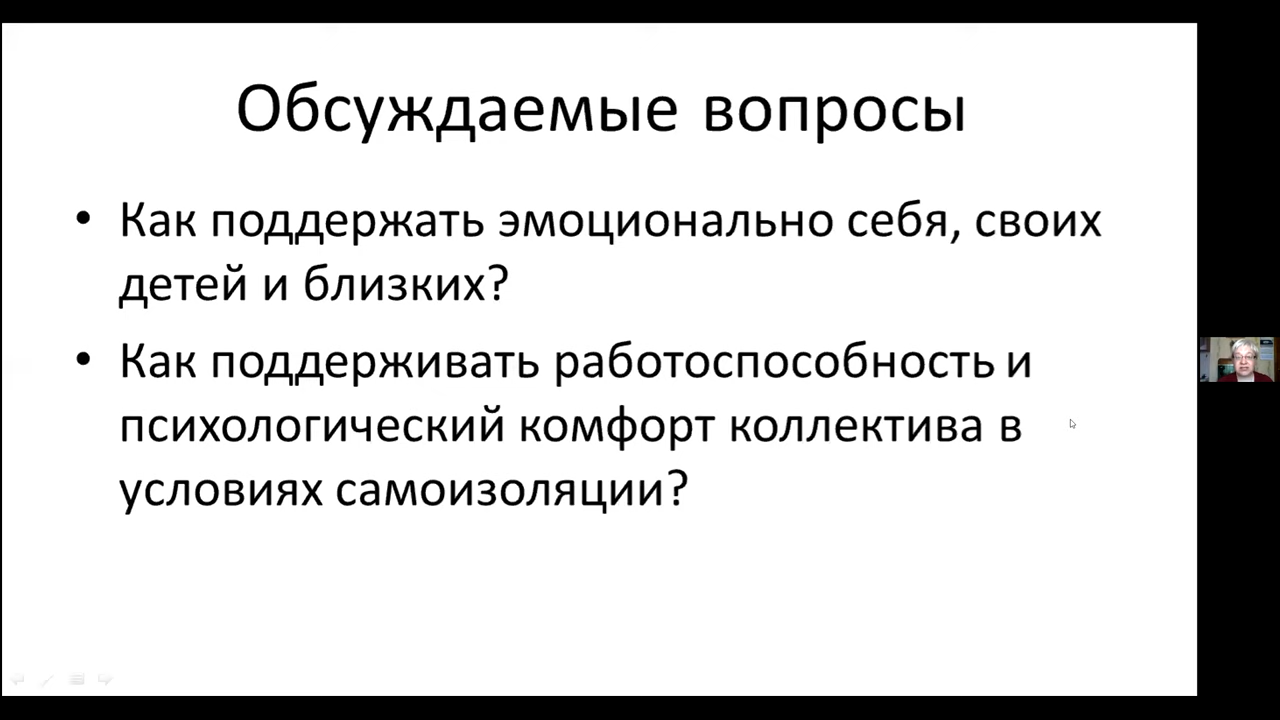 Обсуждаемые вопросы
• Как поддержать эмоционально себя, своих
детей и близких?
• Как поддерживать работоспособность и
психологический комфорт коллектива в
условиях самоизоляции?